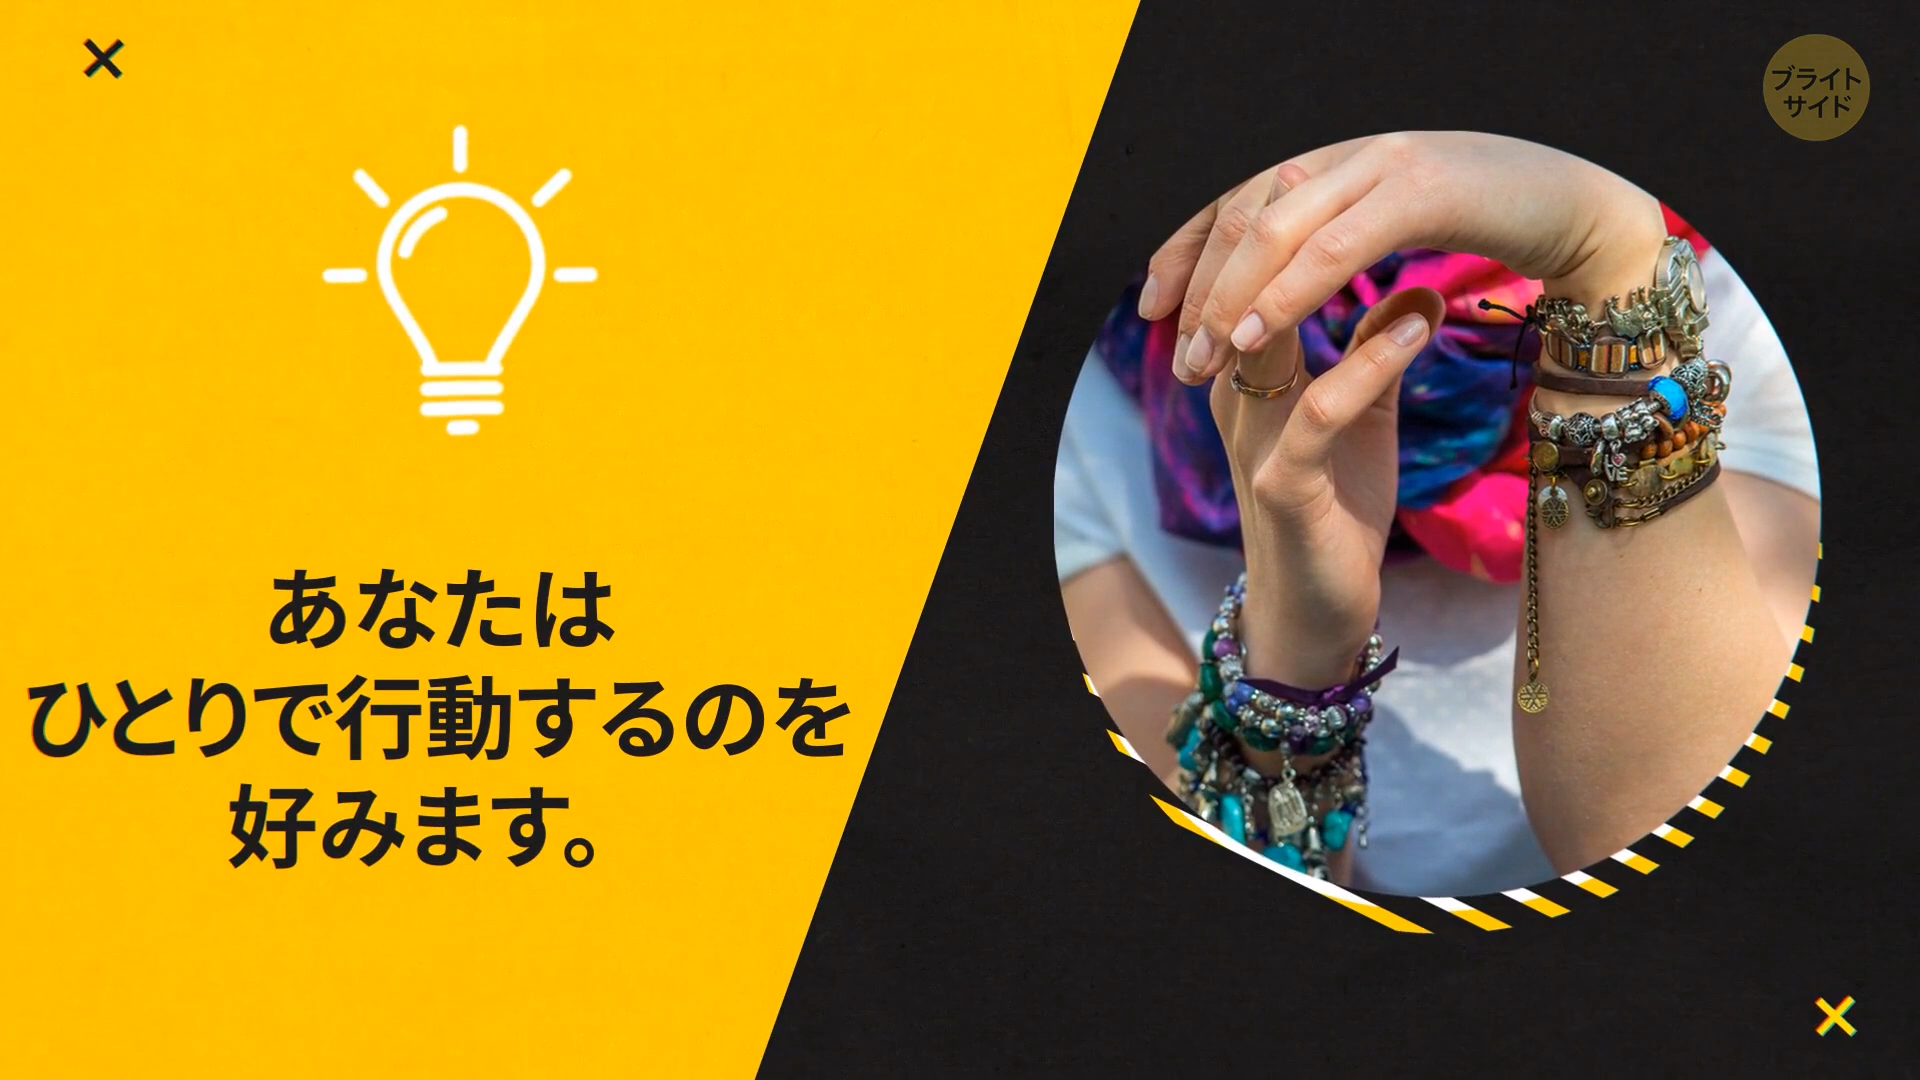 ブライト
サイド
あなたは
ひとりで行動するのを
好みます。